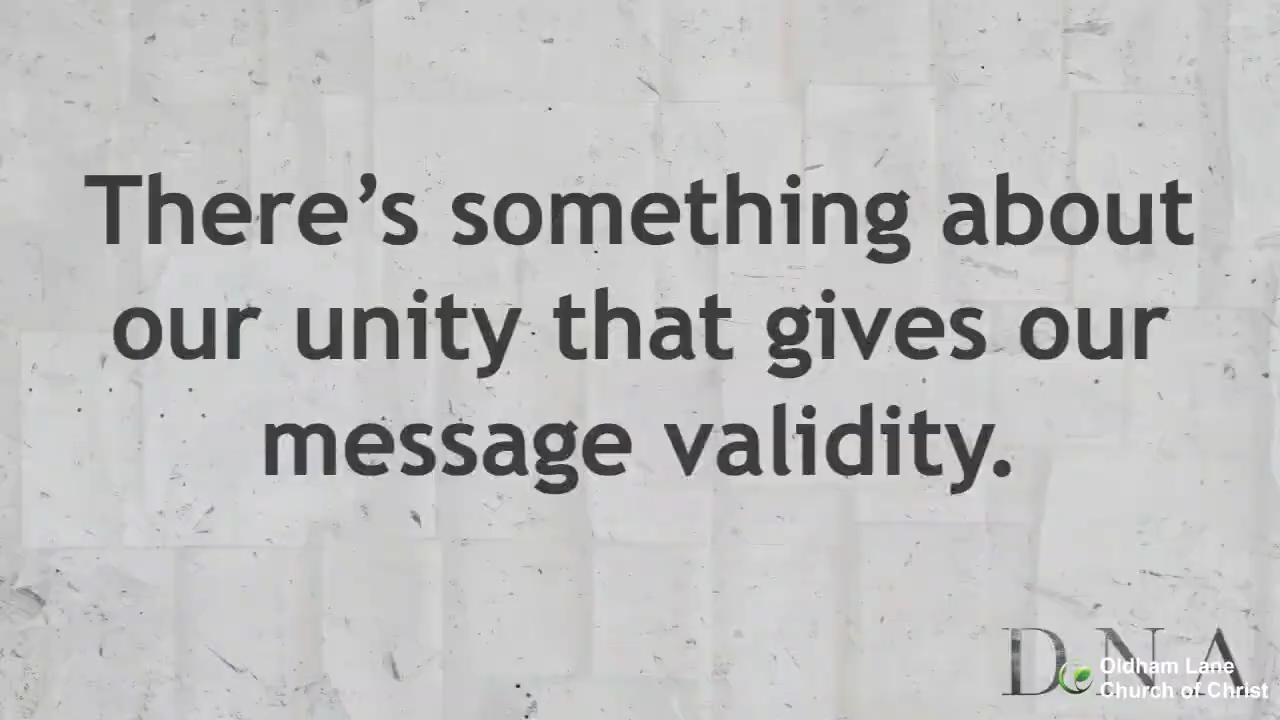 There’s something about
our unity that gives our
message validity.
DNA
Oldham Lane
Church of Christ